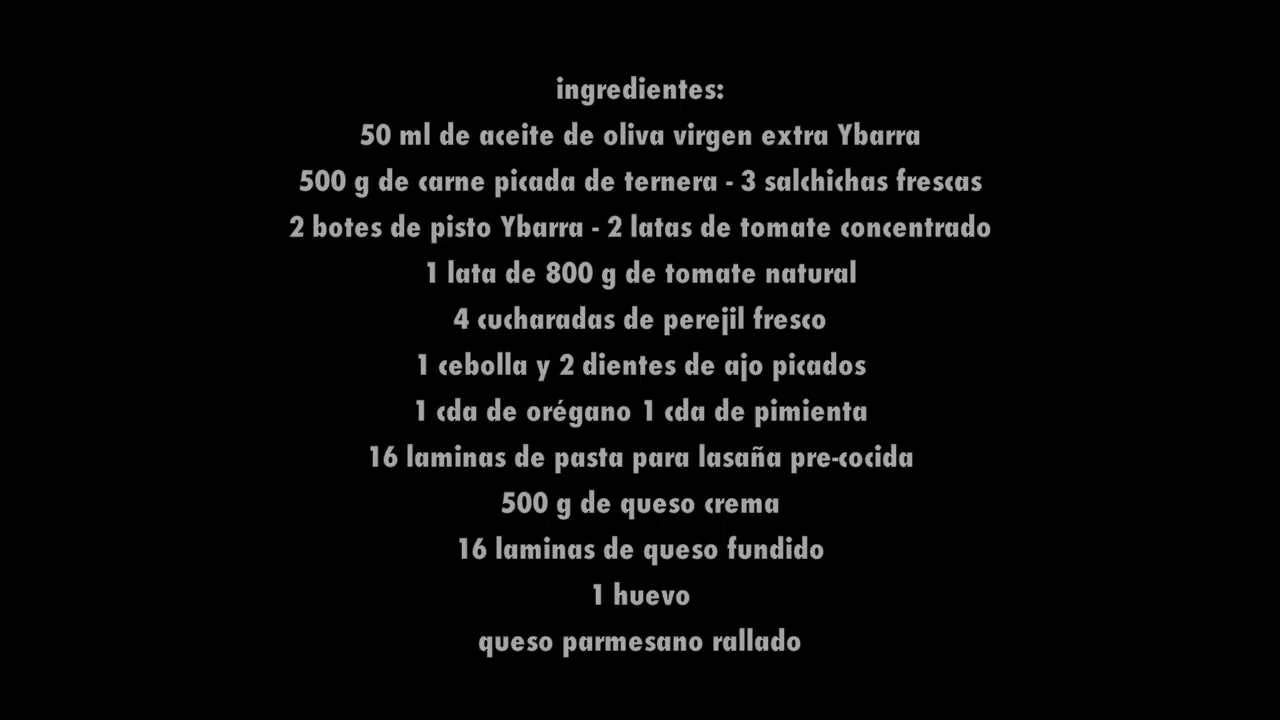 ingredientes:
50 ml de aceite de oliva virgen extra Ybarra
500 g de carne picada de ternera - 3 salchichas frescas
2 botes de pisto Ybarra - 2 latas de tomate concentrado
1 lata de 800 g de tomate natural
4 cucharadas de perejil fresco
1 cebolla y 2 dientes de ajo picados
1 cda de orégano 1 cda de pimienta
16 laminas de pasta para lasaña pre-cocida
500 g de queso crema
16 laminas de queso fundido
1 huevo
queso parmesano rallado